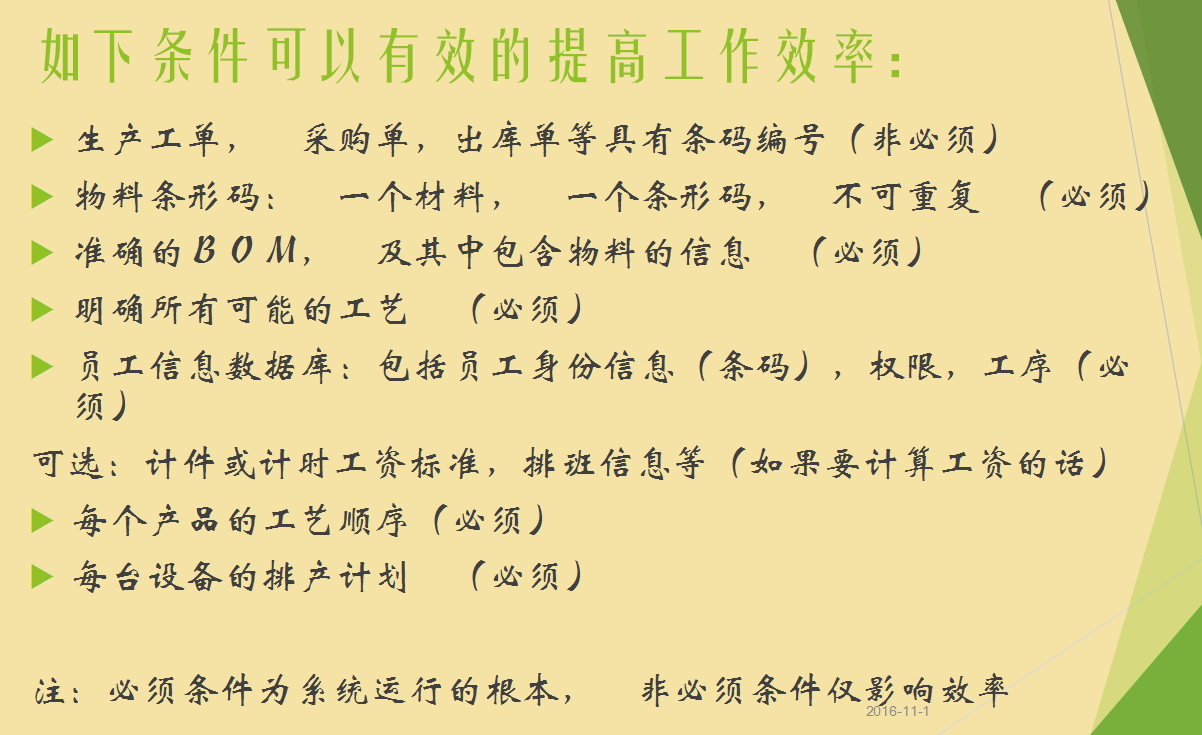 如下条件可以有效的提高工作效率：
生产工单， 采购单，出库单等具有条码编号（非必须）
物料条形码： 一个材料， 一个条形码， 不可重复 （必须）
准确的BOM， 及其中包含物料的信息 （必须）
明确所有可能的工艺 （必须）
员工信息数据库：包括员工身份信息（条码），权限，工序（必
须）
可选：计件或计时工资标准，排班信息等（如果要计算工资的话）
每个产品的工艺顺序（必须）
每台设备的排产计划 （必须）
注：必须条件为系统运行的根本， 非必须条件仅影响效率
2016-11-1